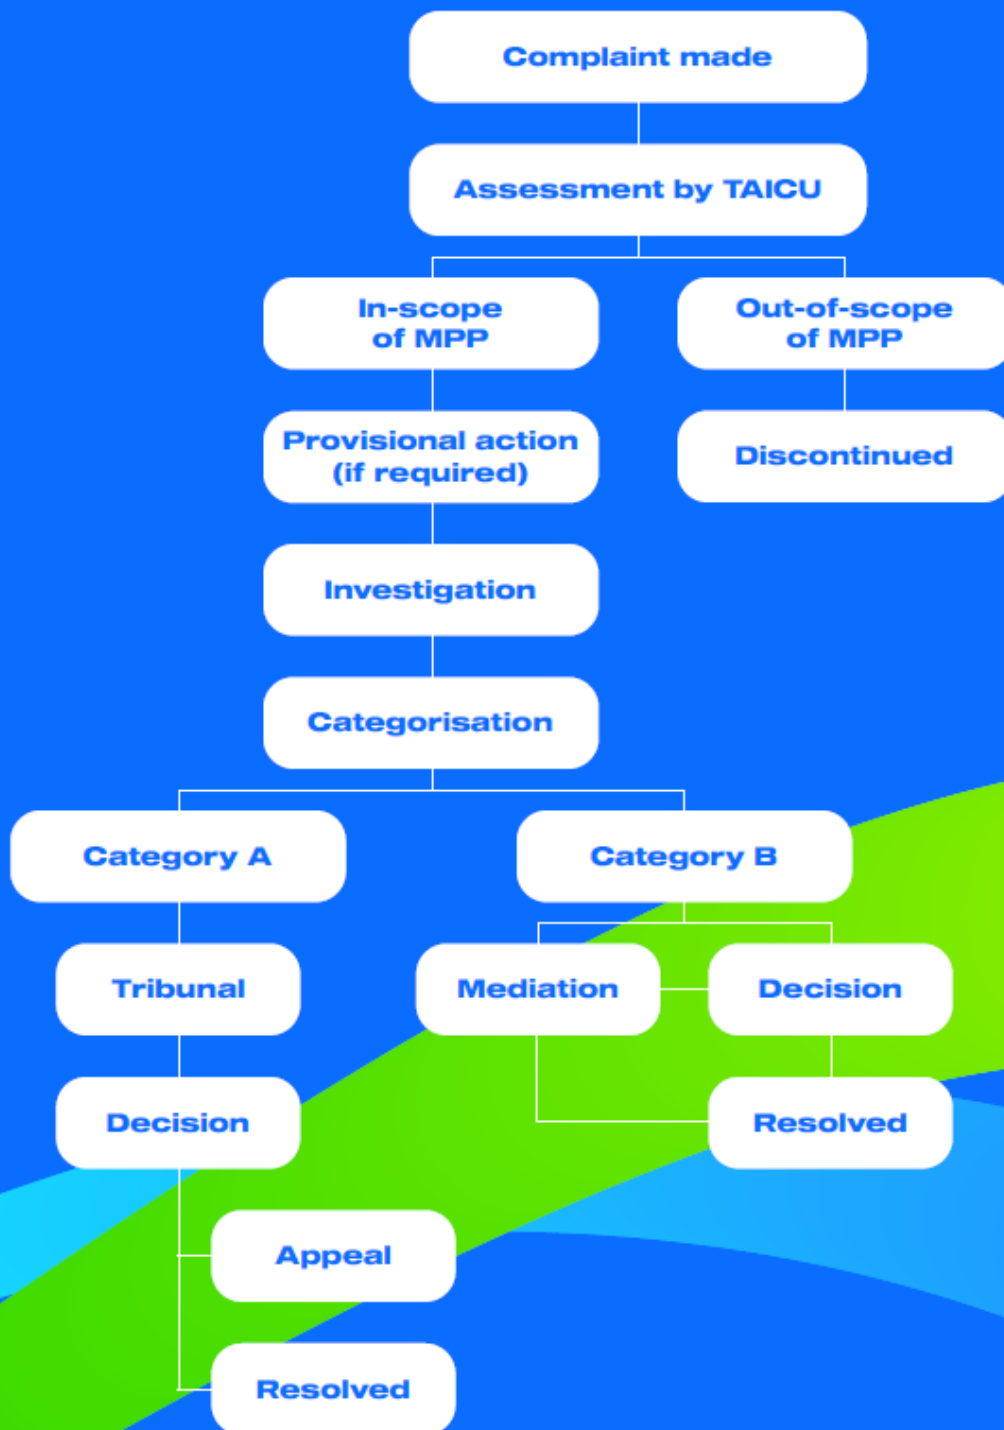 Complaint made
Assessment by TAICU
In-scope
of MPP
Out-of-scope
of MPP
Provisional action
(if required)
Discontinued
Investigation
Categorisation
Category A
Category B
Tribunal
Mediation
Decision
Decision
Resolved
Appeal
Resolved